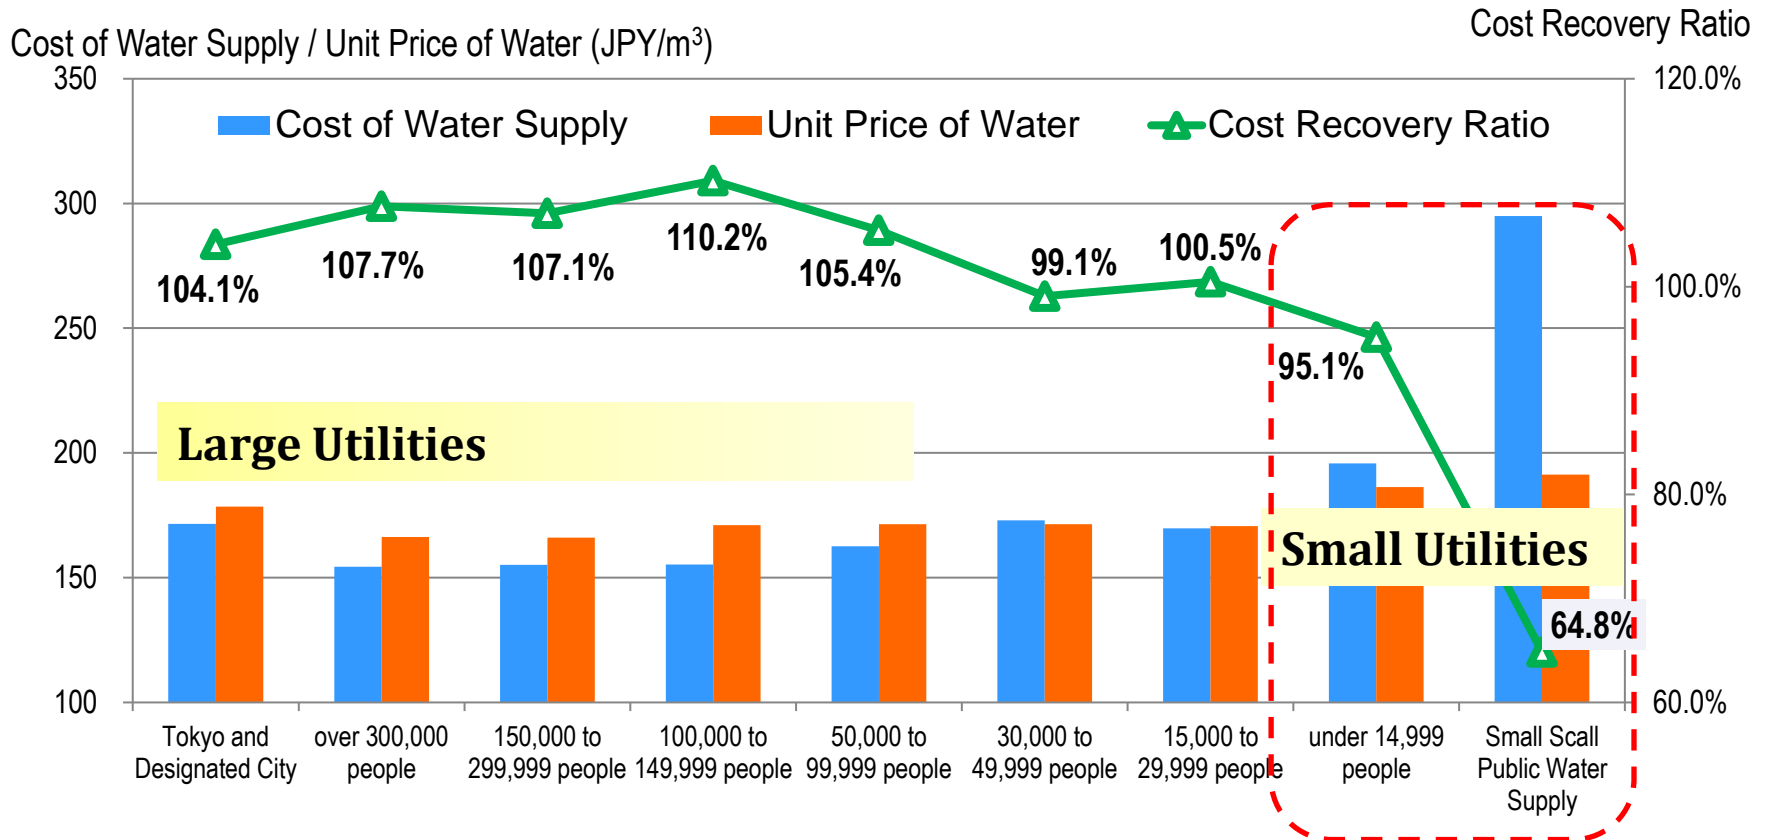 Cost of Water Supply / Unit Price of Water (JPY/m³)
Cost Recovery Ratio
350
120.0%
Cost of Water Supply
Unit Price of Water
Cost Recovery Ratio
300
104.1%
107.7%
107.1%
110.2%
105.4%
99.1%
100.5%
95.1%
64.8%
100.0%
250
Large Utilities
200
80.0%
Small Utilities
150
100
60.0%
Tokyo and
Designated City
over 300,000
people
150,000 to
299,999 people
100,000 to
149,999 people
50,000 to
99,999 people
30,000 to
49,999 people
15,000 to
29,999 people
under 14,999
people
Small Scall
Public Water
Supply